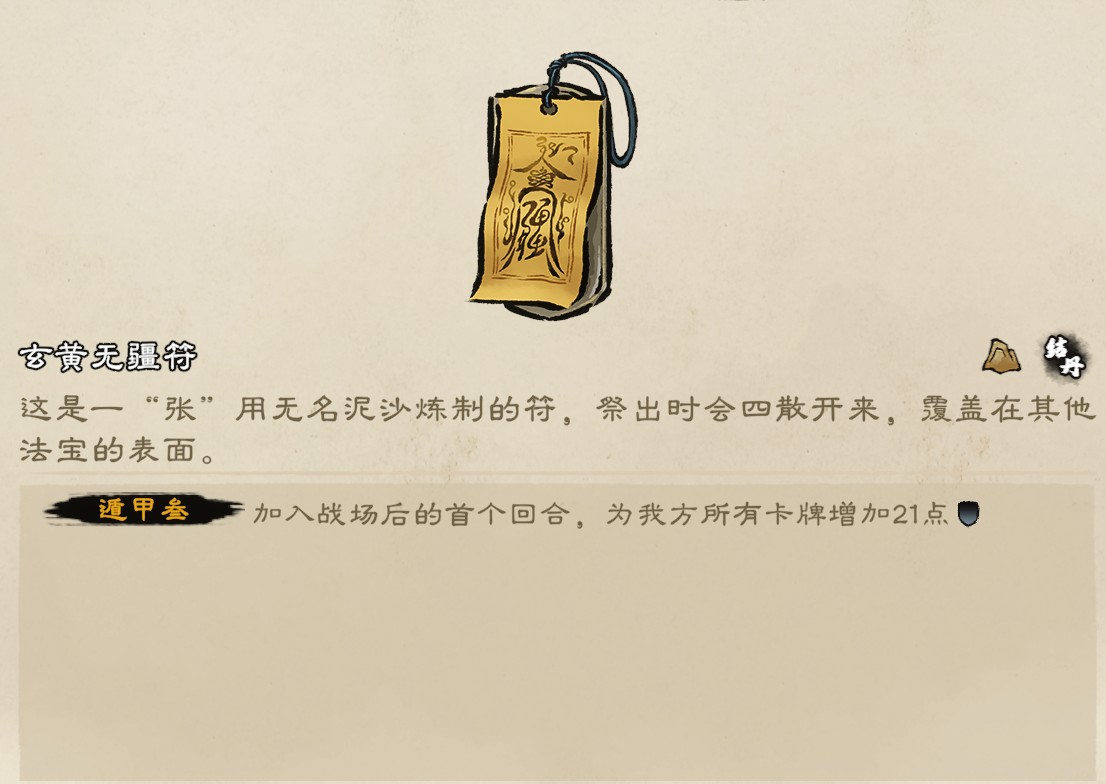 玄黄无疆符
结丹
这是一“张”用无名泥沙炼制的符，祭出时会四散开来，覆盖在其他
法宝的表面。
遁甲叁 加入战场后的首个回合，为我方所有卡牌增加21点